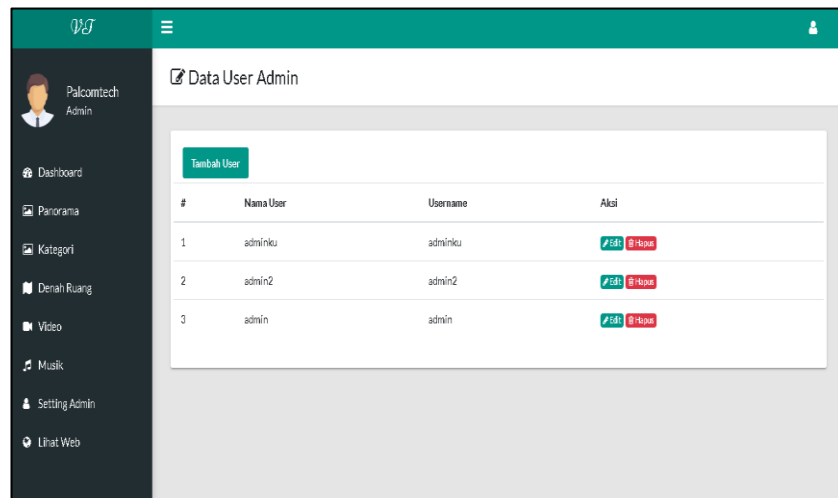 VT
Palcomtech
Admin
Dashboard
Panorama
Kategori
Denah Ruang
Video
Musik
Setting Admin
Lihat Web
Data User Admin
Tambah User
# Nama User Username Aksi
1 adminku adminku Edit Hapus
2 admin2 admin2 Edit Hapus
3 admin admin Edit Hapus